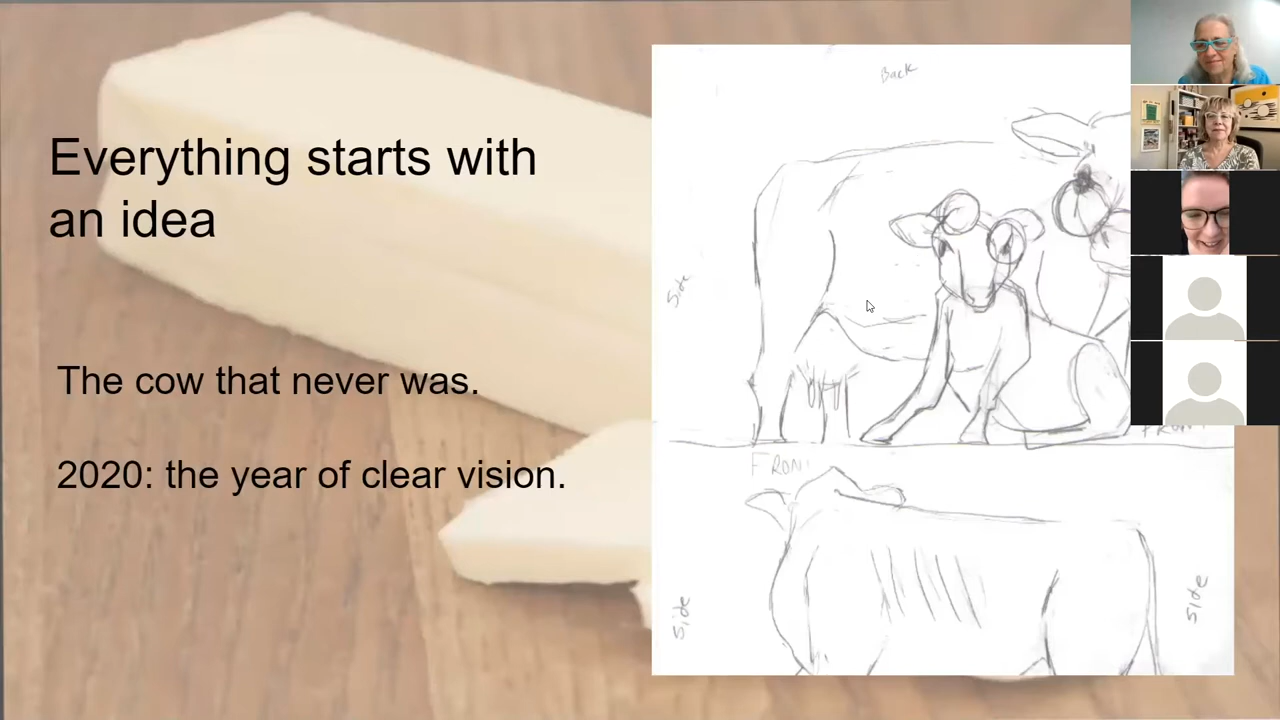 Everything starts with
an idea
The cow that never was.
2020: the year of clear vision.
Back
Side
FRONT
FRONT
Side
Side